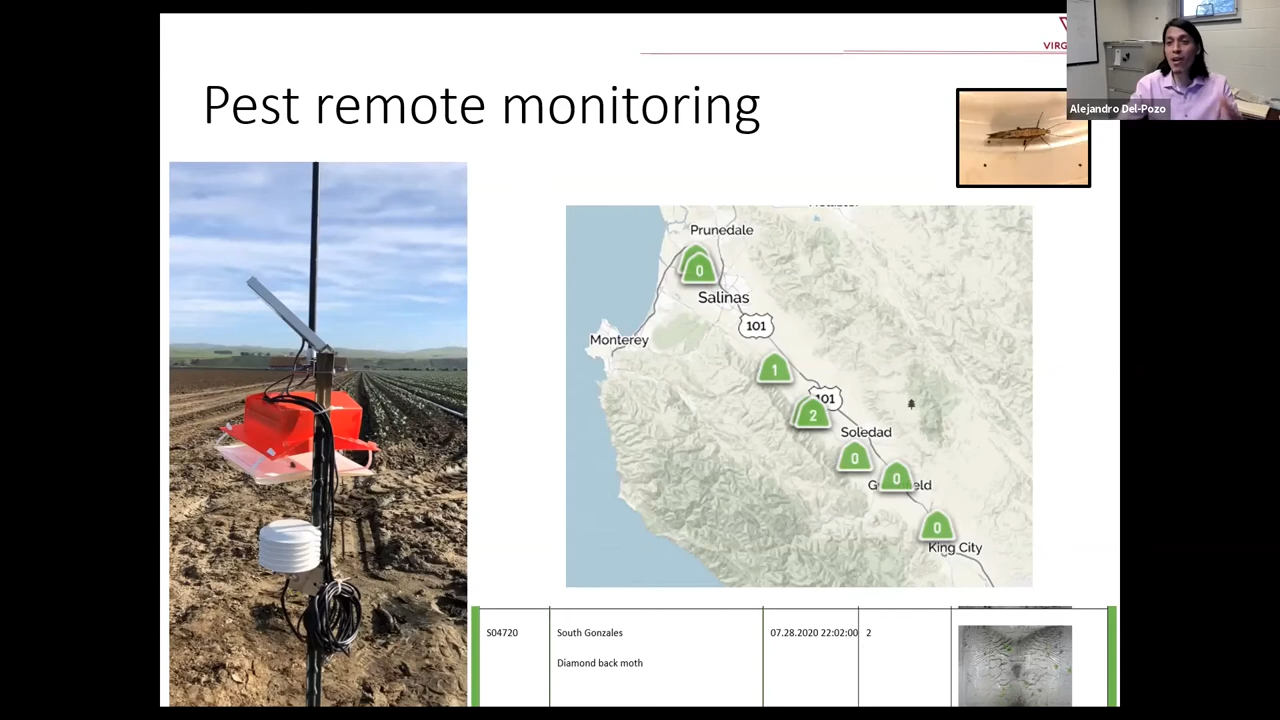 VIRG
Alejandro Del-Pozo
Pest remote monitoring
Prunedale
0
Salinas
101
Monterey
1
101
2
Soledad
0
0
0
King City
S04720
South Gonzales
07.28.2020 22:02:00
2
Diamond back moth